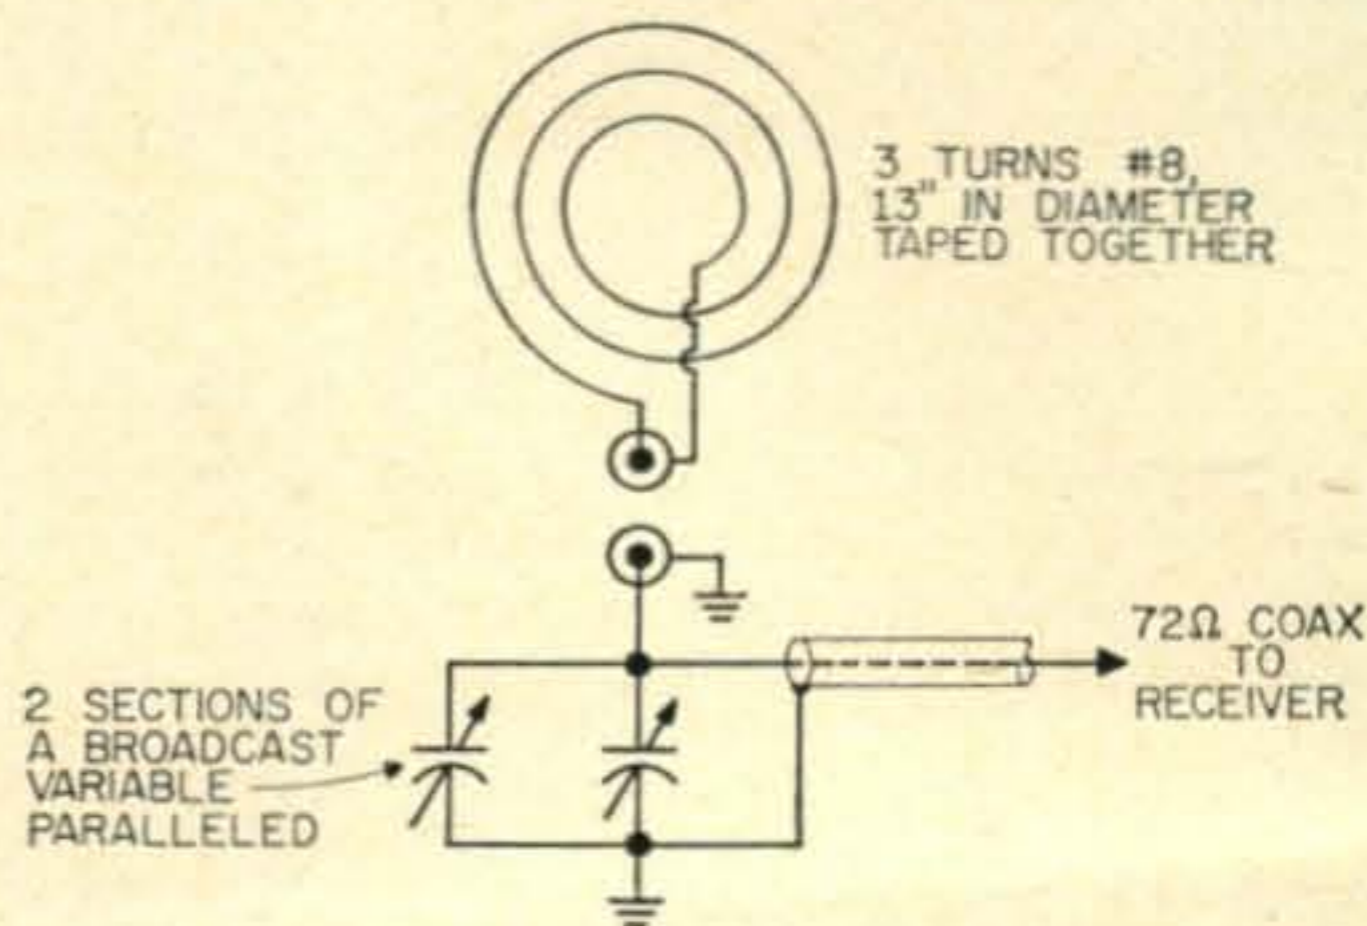 3 TURNS #8,
13" IN DIAMETER
TAPED TOGETHER
72Ω COAX
TO
RECEIVER
2 SECTIONS OF
A BROADCAST
VARIABLE
PARALLELED